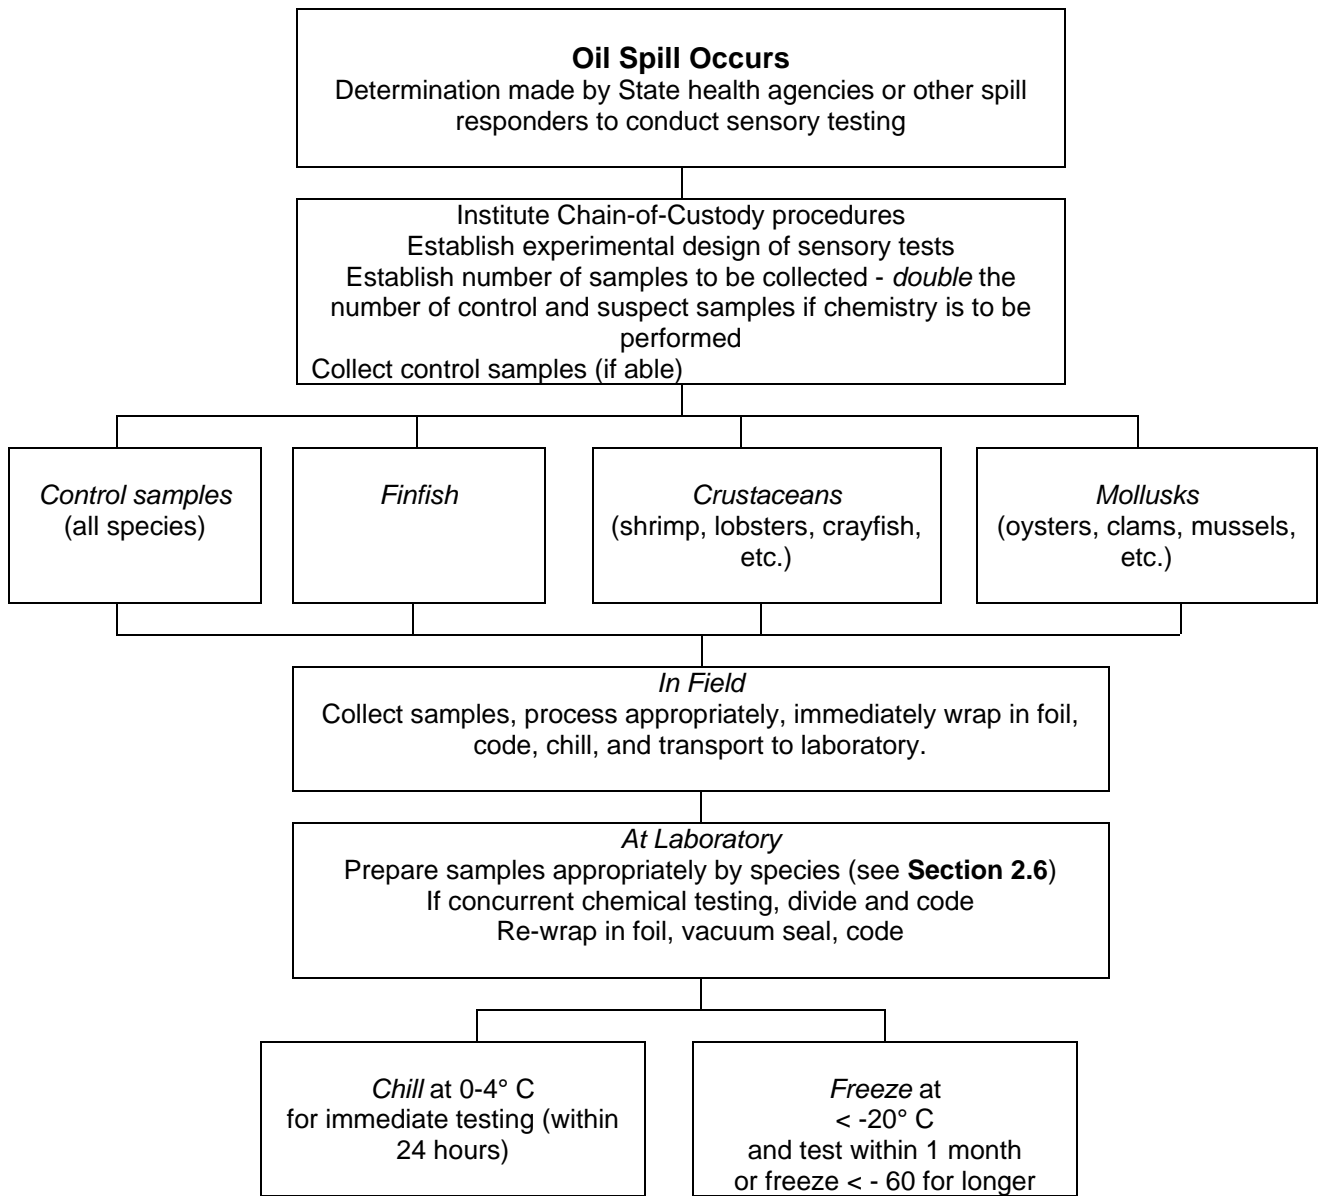 Oil Spill Occurs
Determination made by State health agencies or other spill
responders to conduct sensory testing
Institute Chain-of-Custody procedures
Establish experimental design of sensory tests
Establish number of samples to be collected - double the
number of control and suspect samples if chemistry is to be
performed
Collect control samples (if able)
Control samples
(all species)
Finfish
Crustaceans
(shrimp, lobsters, crayfish,
etc.)
Mollusks
(oysters, clams, mussels,
etc.)
In Field
Collect samples, process appropriately, immediately wrap in foil,
code, chill, and transport to laboratory.
At Laboratory
Prepare samples appropriately by species (see Section 2.6)
If concurrent chemical testing, divide and code
Re-wrap in foil, vacuum seal, code
Chill at 0-4° C
for immediate testing (within
24 hours)
Freeze at
< -20° C
and test within 1 month
or freeze < - 60 for longer